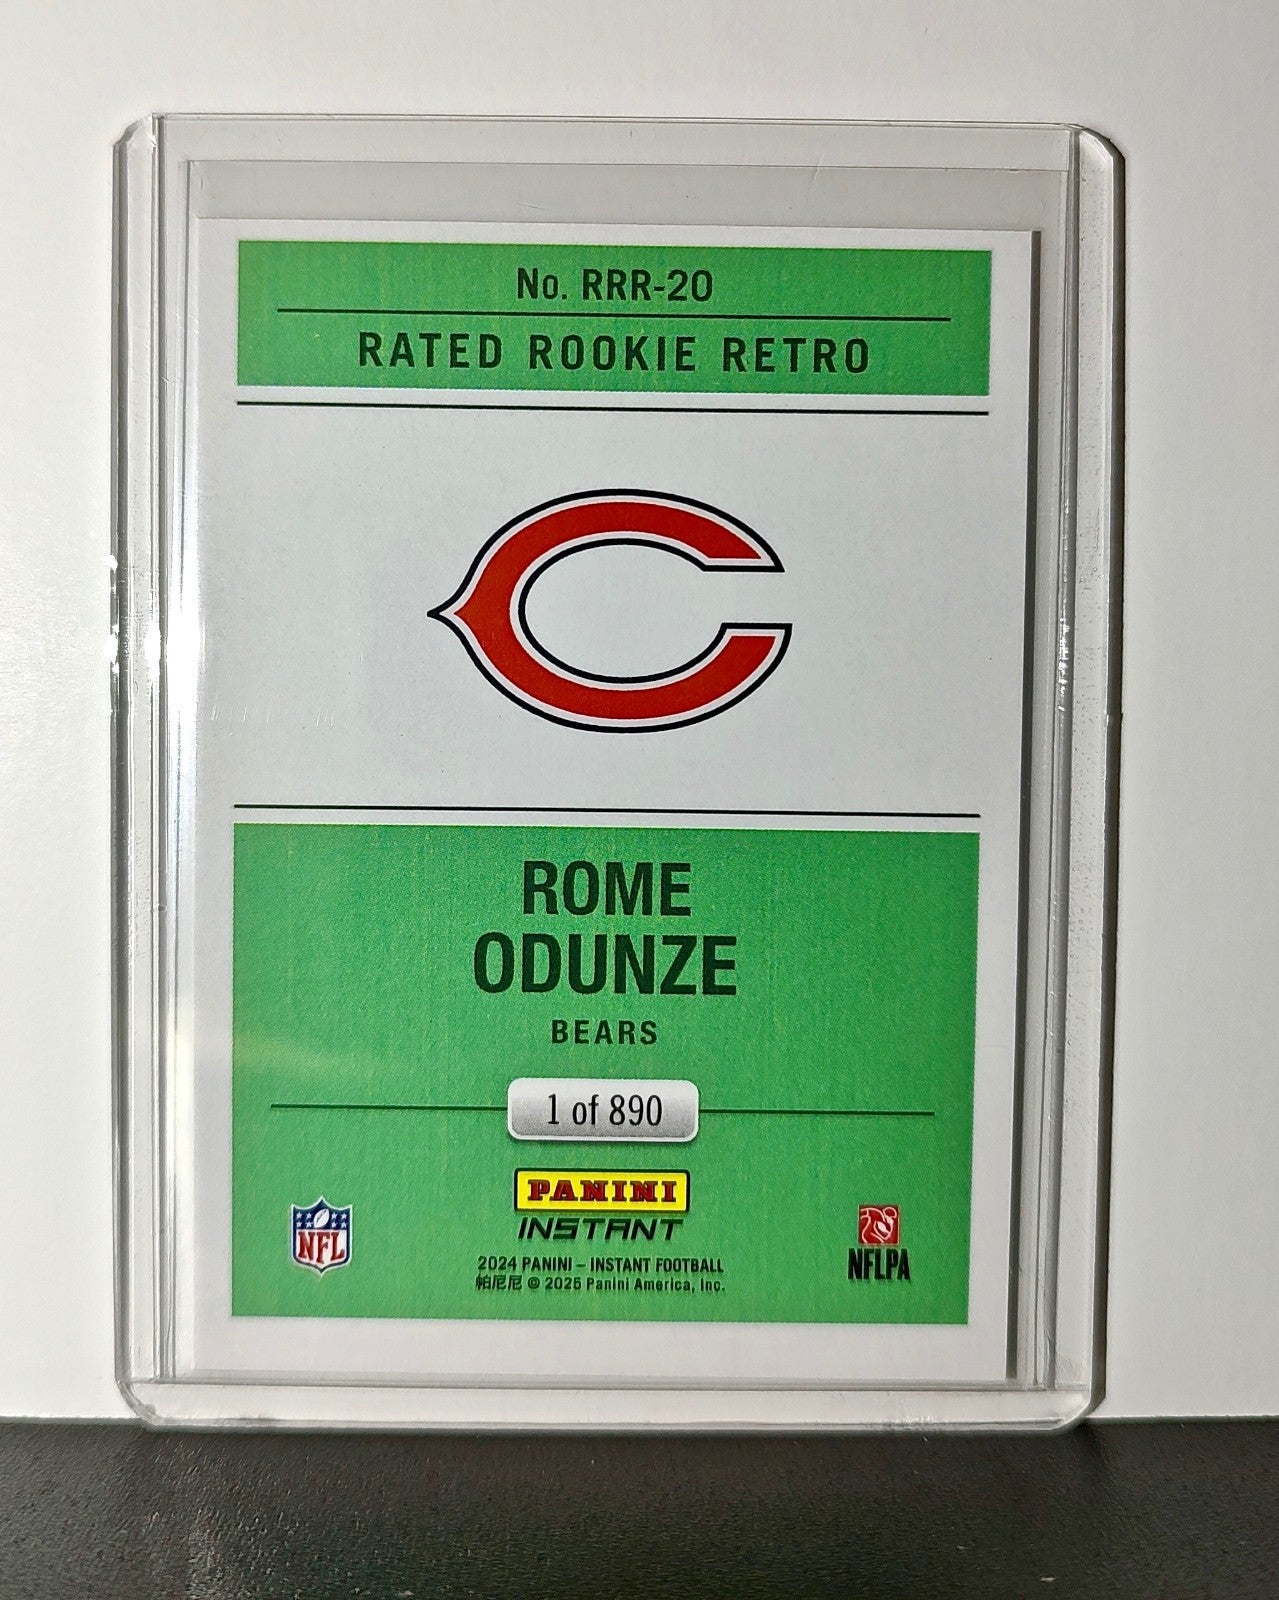 No. RRR-20
RATED ROOKIE RETRO
ROME
ODUNZE
BEARS
1 of 890
PANINI
INSTANT
NFL
NFLPA
2024 PANINI – INSTANT FOOTBALL
帕尼尼 © 2025 Panini America, Inc.